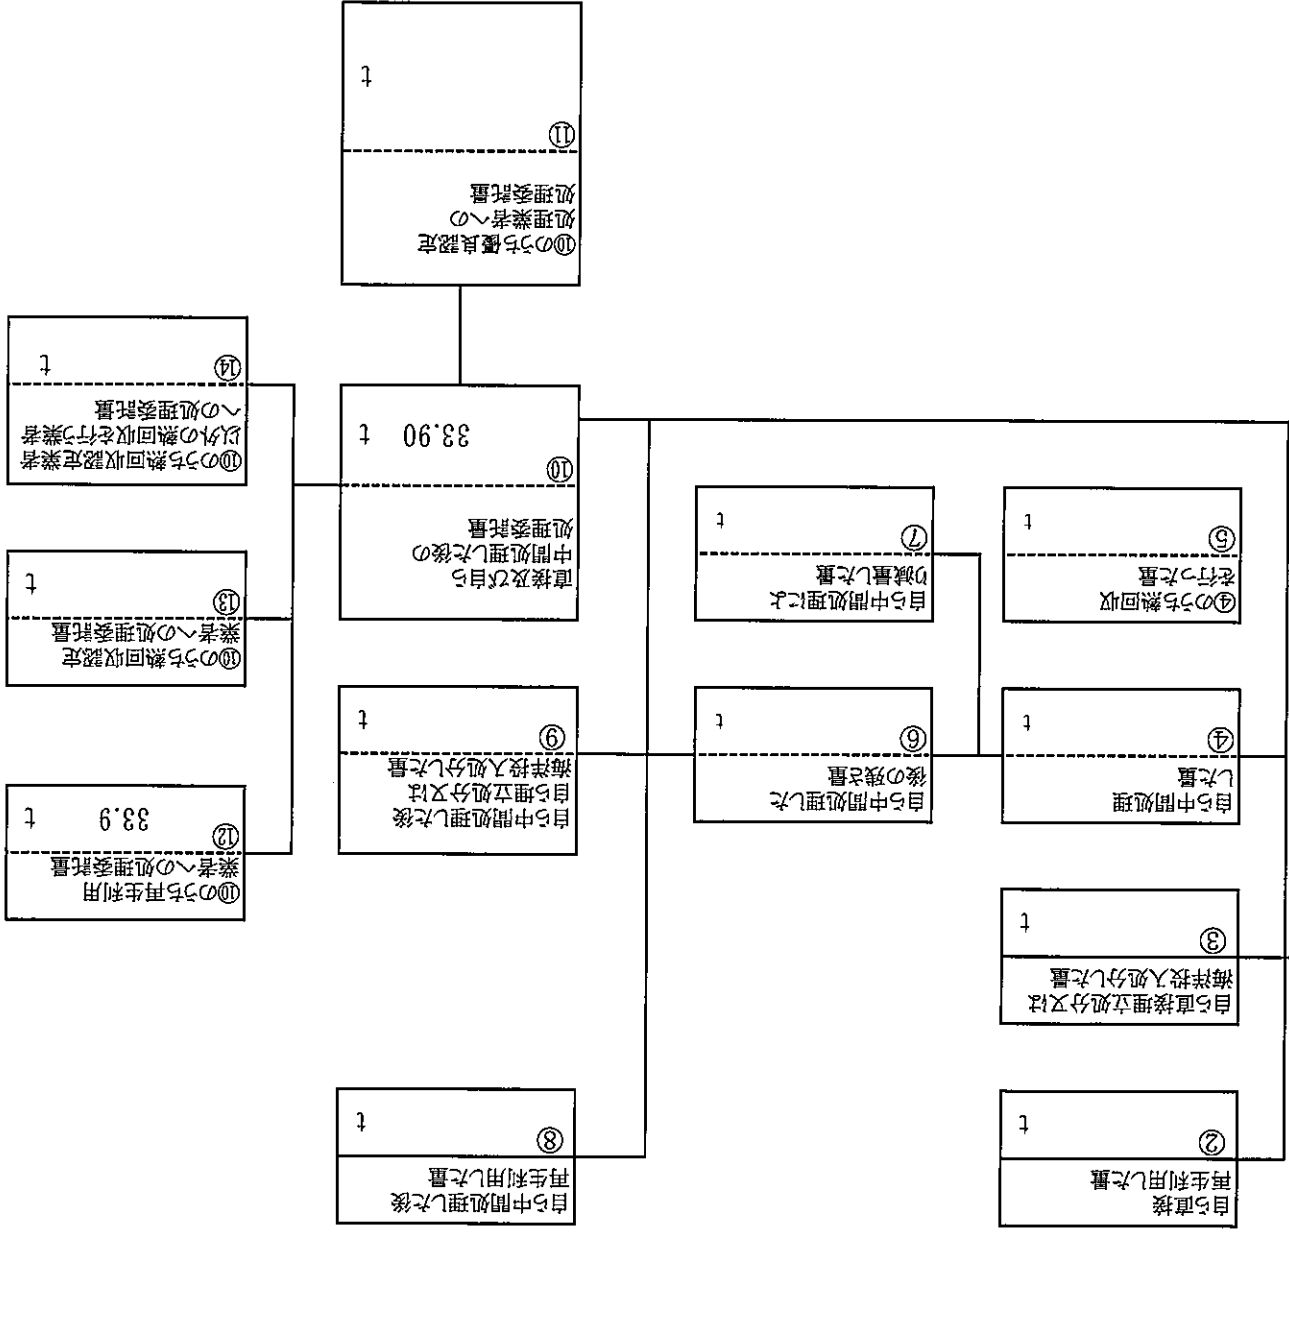 自ら直接
再生利用した量
②
t
自ら直接埋立処分又は
海洋投入処分した量
③
t
自ら中間処理
した量
④
t
④のうち熱回収
を行った量
⑤
t
自ら中間処理した
後の残さ量
⑥
t
自ら中間処理によ
り減量した量
⑦
t
自ら中間処理した後
再生利用した量
⑧
t
自ら中間処理した後
自ら埋立処分又は
海洋投入処分した量
⑨
t
直接及び自ら
中間処理した後の
処理委託量
⑩
33.90 t
⑩のうち優良認定
処理業者への
処理委託量
⑪
t
⑩のうち再生利用
業者への処理委託量
⑫
33.9 t
⑩のうち熱回収認定
業者への処理委託量
⑬
t
⑩のうち熱回収認定業者
以外の熱回収を行う業者
への処理委託量
⑭
t